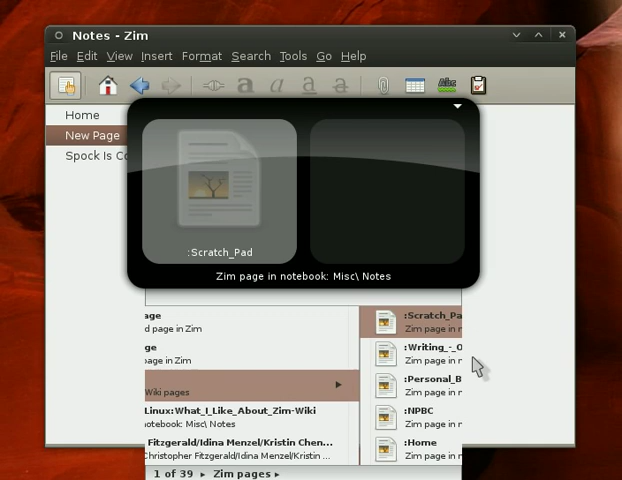 Notes - Zim
File Edit View Insert Format Search Tools Go Help
a a a a Abc
Home
New Page
Spock Is Co
:Scratch_Pad
Zim page in notebook: Misc\ Notes
age
d page in Zim
ge
page in Zim
Wiki pages
Linux:What_I_Like_About_Zim-Wiki
notebook: Misc\ Notes
Fitzgerald/Idina Menzel/Kristin Chen...
Christopher Fitzgerald/Idina Menzel/Kristin ...
:Scratch_Pa
Zim page in n
:Writing_-_O
Zim page in n
:Personal_B
Zim page in n
:NPBC
Zim page in n
:Home
Zim page in n
1 of 39 ▸ Zim pages ▸